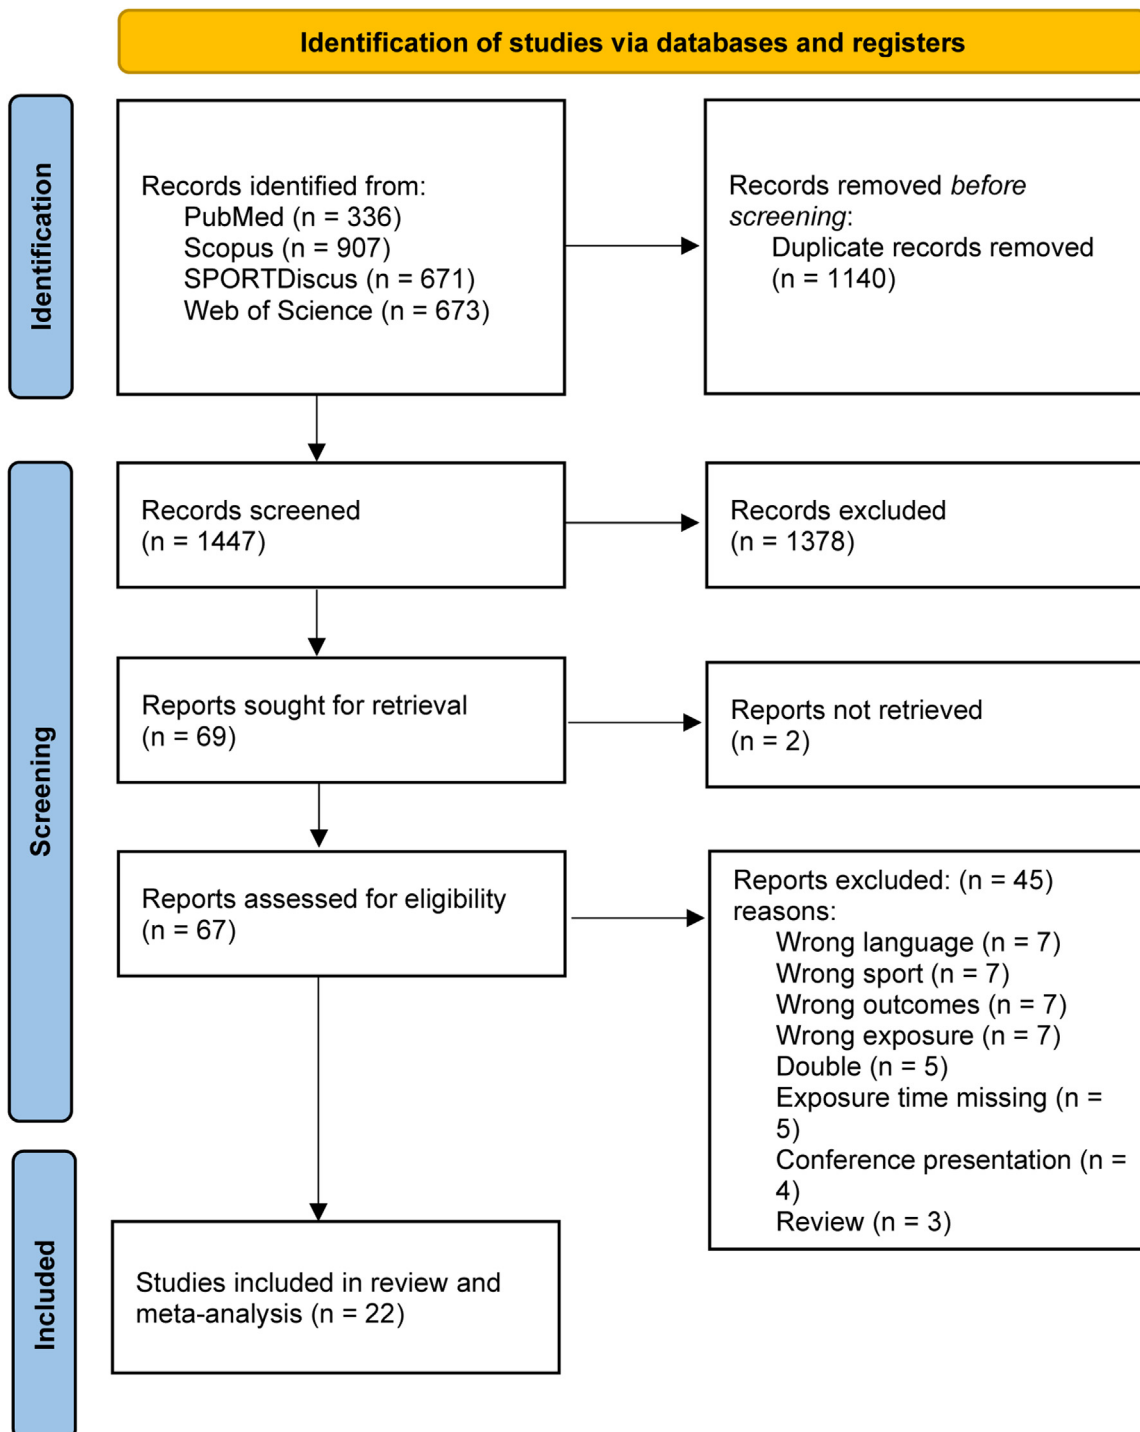 Identification of studies via databases and registers
Identification
Records identified from:
PubMed (n = 336)
Scopus (n = 907)
SPORTDiscus (n = 671)
Web of Science (n = 673)
Records removed before
screening:
Duplicate records removed
(n = 1140)
Screening
Records screened
(n = 1447)
Records excluded
(n = 1378)
Reports sought for retrieval
(n = 69)
Reports not retrieved
(n = 2)
Reports assessed for eligibility
(n = 67)
Reports excluded: (n = 45)
reasons:
Wrong language (n = 7)
Wrong sport (n = 7)
Wrong outcomes (n = 7)
Wrong exposure (n = 7)
Double (n = 5)
Exposure time missing (n =
5)
Conference presentation (n =
4)
Review (n = 3)
Included
Studies included in review and
meta-analysis (n = 22)